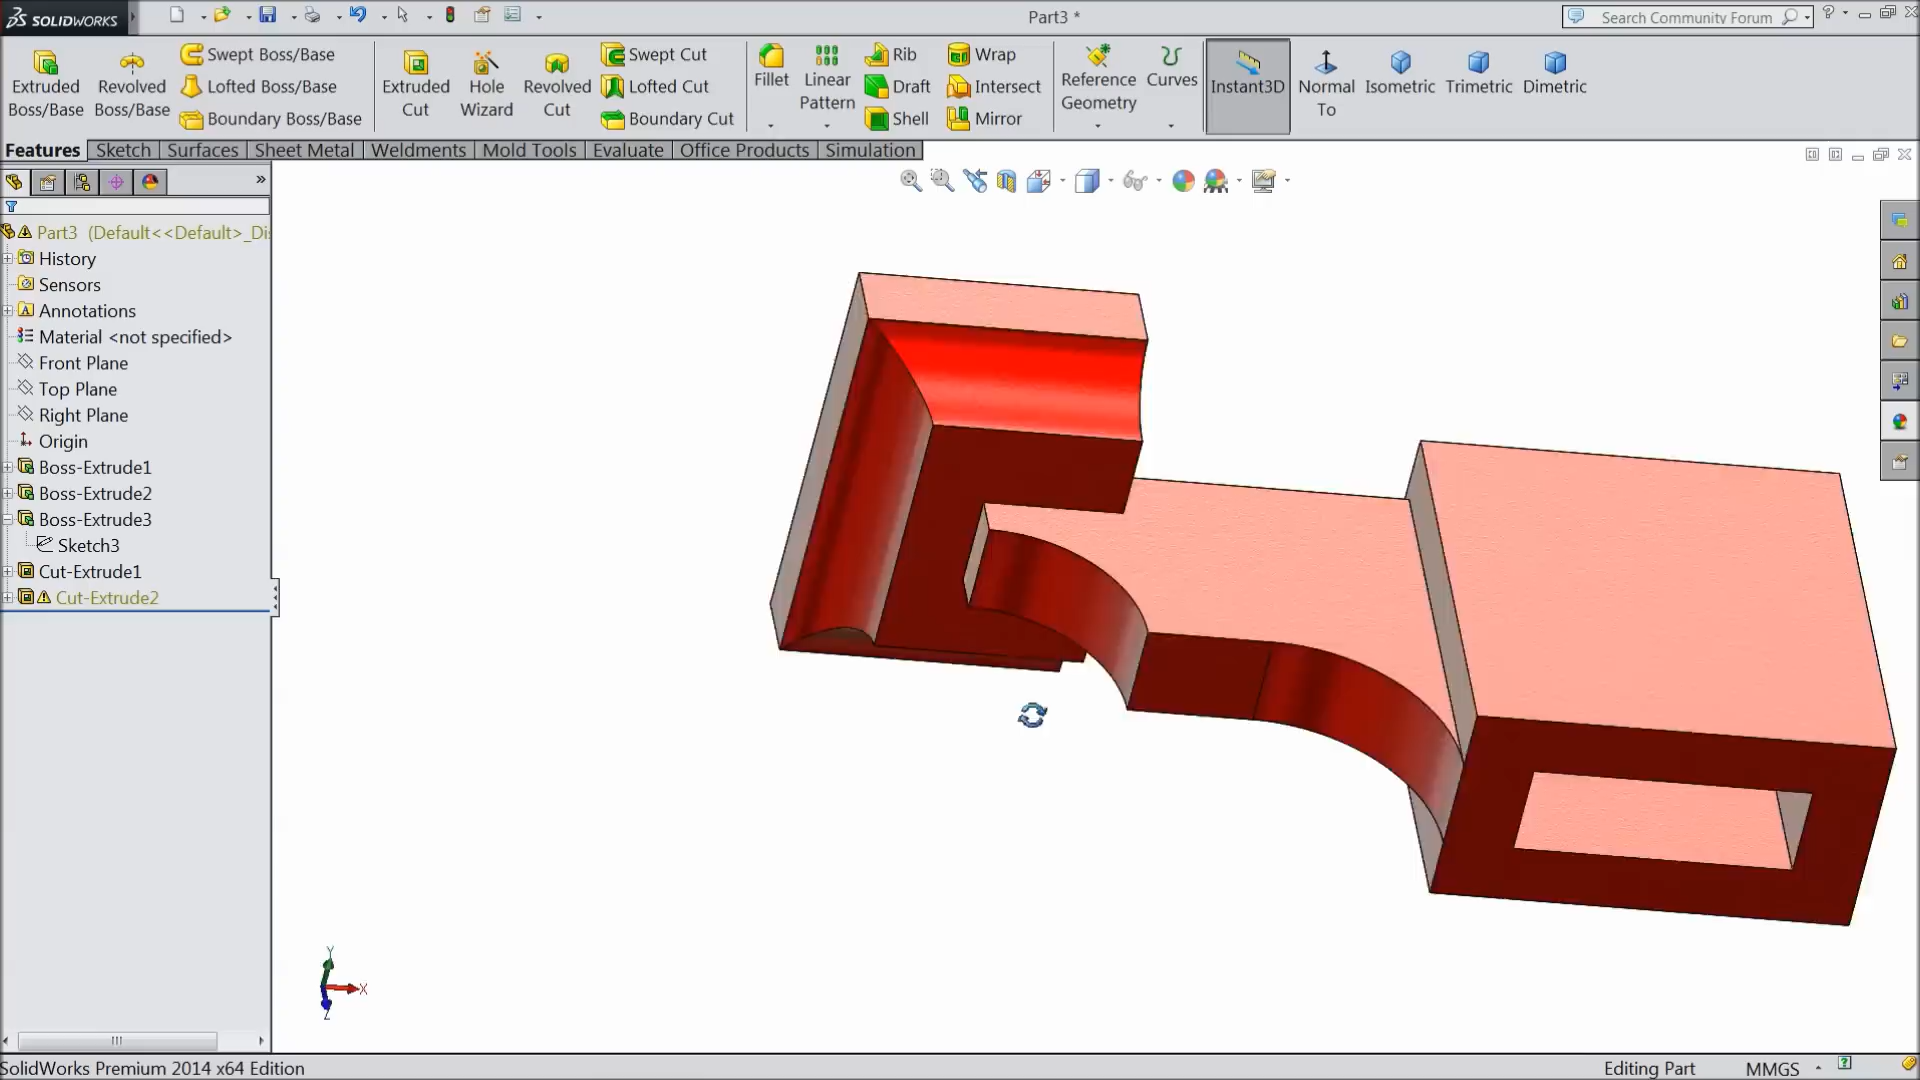 SOLIDWORKS
Part3 *
Search Community Forum
?
Extruded Boss/Base
Revolved Boss/Base
Swept Boss/Base
Lofted Boss/Base
Boundary Boss/Base
Extruded Cut
Hole Wizard
Revolved Cut
Swept Cut
Lofted Cut
Boundary Cut
Fillet
Linear Pattern
Rib
Draft
Shell
Wrap
Intersect
Mirror
Reference Geometry
Curves
Instant3D
Normal To
Isometric
Trimetric
Dimetric
Features
Sketch
Surfaces
Sheet Metal
Weldments
Mold Tools
Evaluate
Office Products
Simulation
Part3 (Default<<Default>_Di
History
Sensors
Annotations
Material <not specified>
Front Plane
Top Plane
Right Plane
Origin
Boss-Extrude1
Boss-Extrude2
Boss-Extrude3
Sketch3
Cut-Extrude1
Cut-Extrude2
Y
X
Z
SolidWorks Premium 2014 x64 Edition
Editing Part
MMGS
?